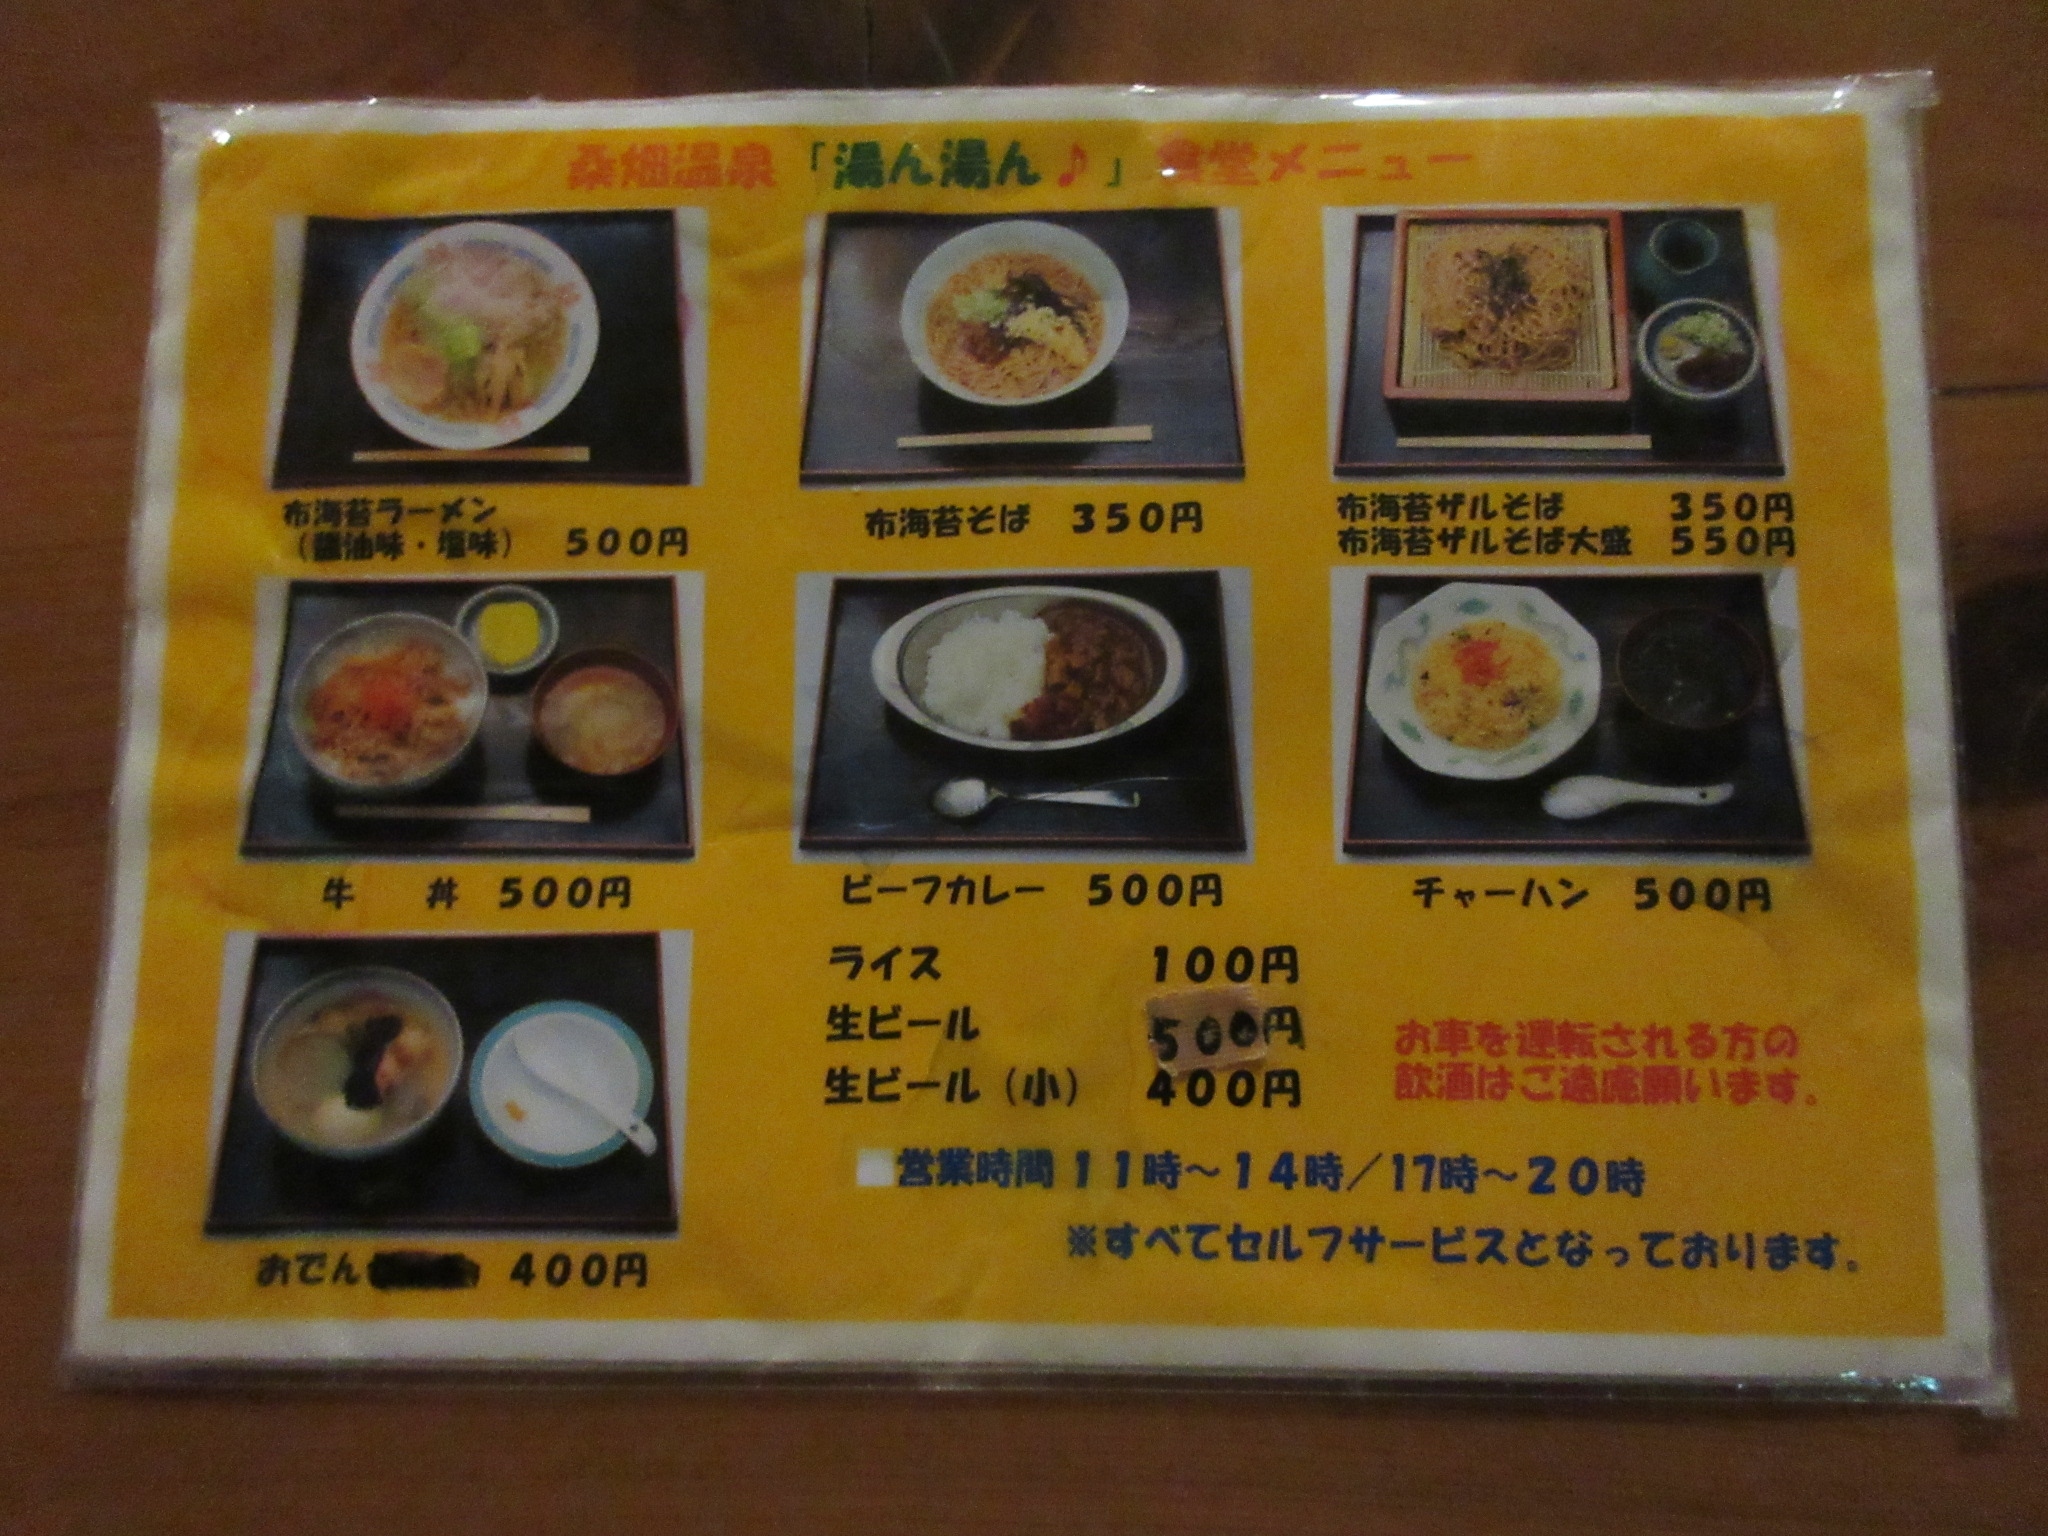 桑畑温泉「湯ん湯ん♪」食堂メニュー
布海苔ラーメン
(醤油味・塩味) 500円
布海苔そば 350円
布海苔ザルそば 350円
布海苔ザルそば大盛 550円
牛 丼 500円
ビーフカレー 500円
チャーハン 500円
おでん 400円
ライス 100円
生ビール 500円
生ビール(小) 400円
お車を運転される方の
飲酒はご遠慮願います。
■営業時間 11時~14時/17時~20時
※すべてセルフサービスとなっております。